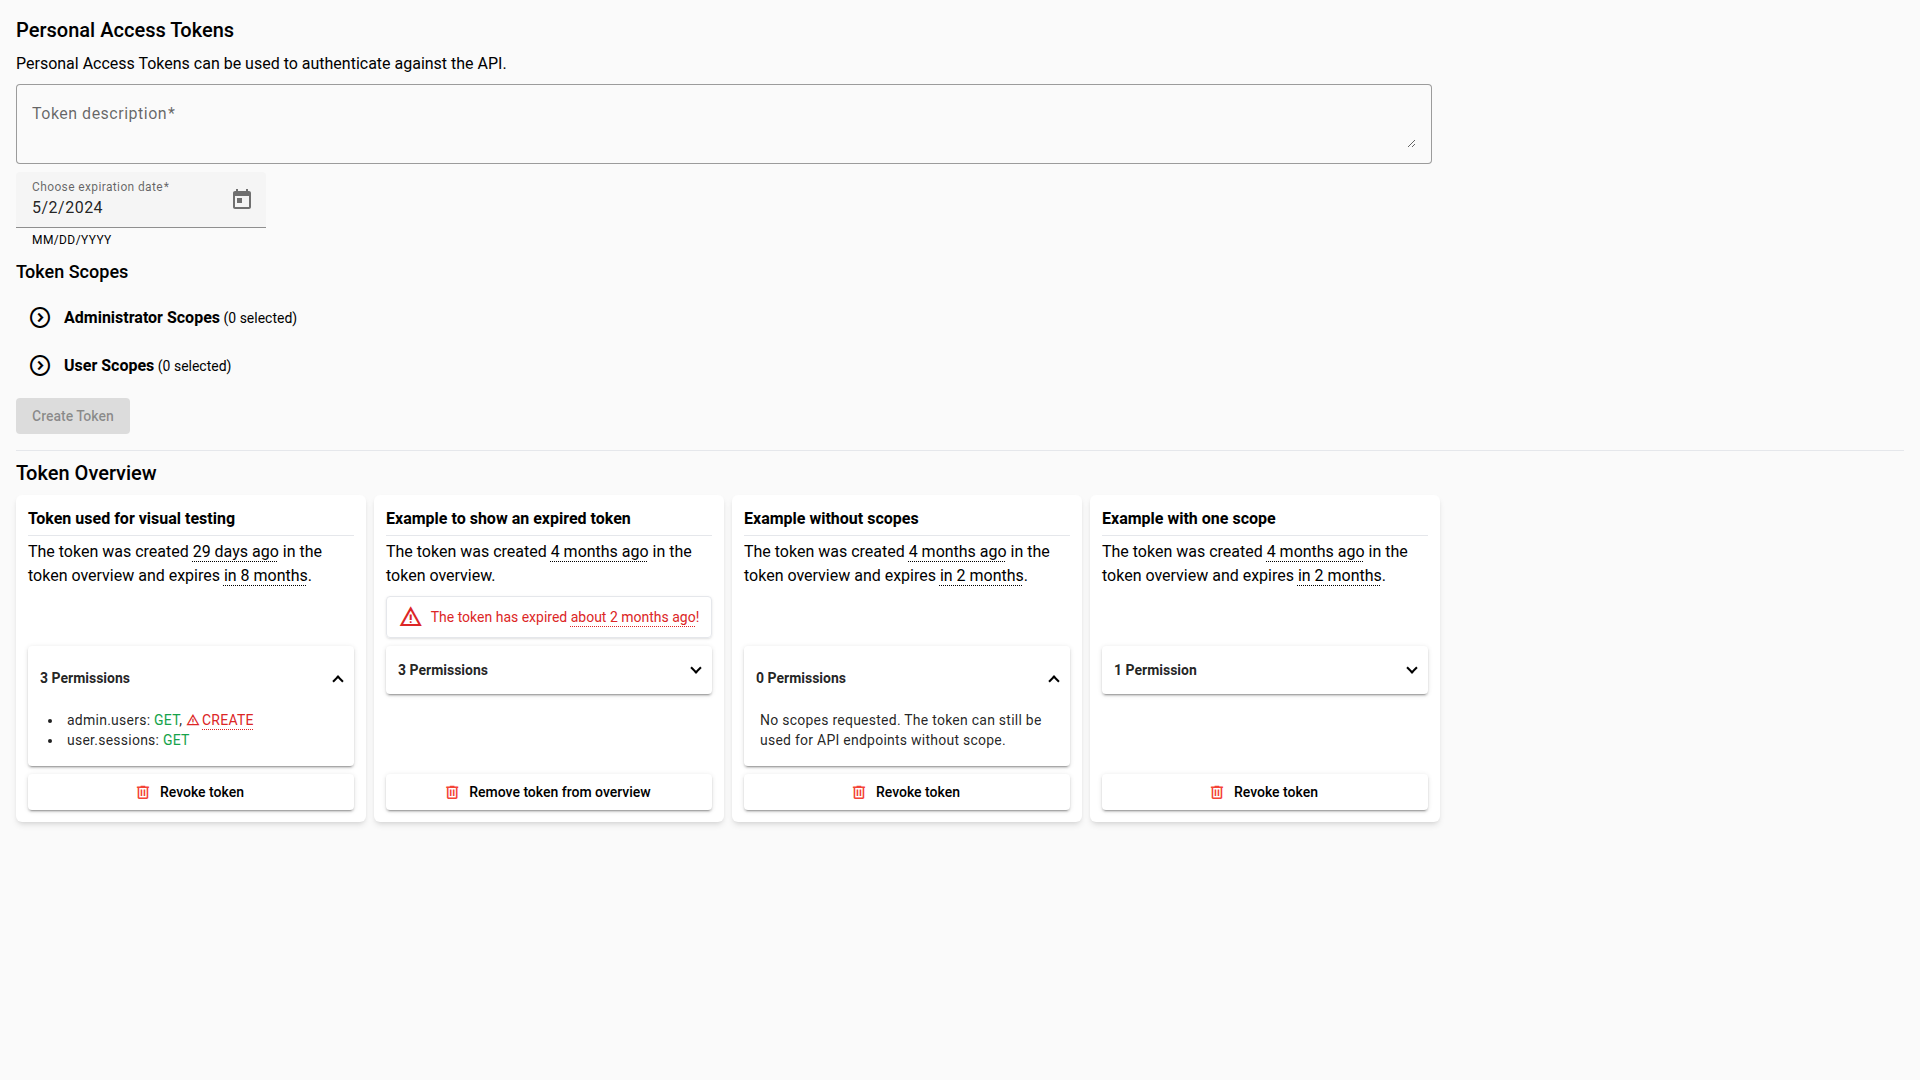 Personal Access Tokens
Personal Access Tokens can be used to authenticate against the API.
Token description*
Choose expiration date*
5/2/2024
MM/DD/YYYY
Token Scopes
Administrator Scopes (0 selected)
User Scopes (0 selected)
Create Token
Token Overview
Token used for visual testing
The token was created 29 days ago in the
token overview and expires in 8 months.
3 Permissions
admin.users: GET, CREATE
user.sessions: GET
Revoke token
Example to show an expired token
The token was created 4 months ago in the
token overview.
The token has expired about 2 months ago!
3 Permissions
Remove token from overview
Example without scopes
The token was created 4 months ago in the
token overview and expires in 2 months.
0 Permissions
No scopes requested. The token can still be
used for API endpoints without scope.
Revoke token
Example with one scope
The token was created 4 months ago in the
token overview and expires in 2 months.
1 Permission
Revoke token